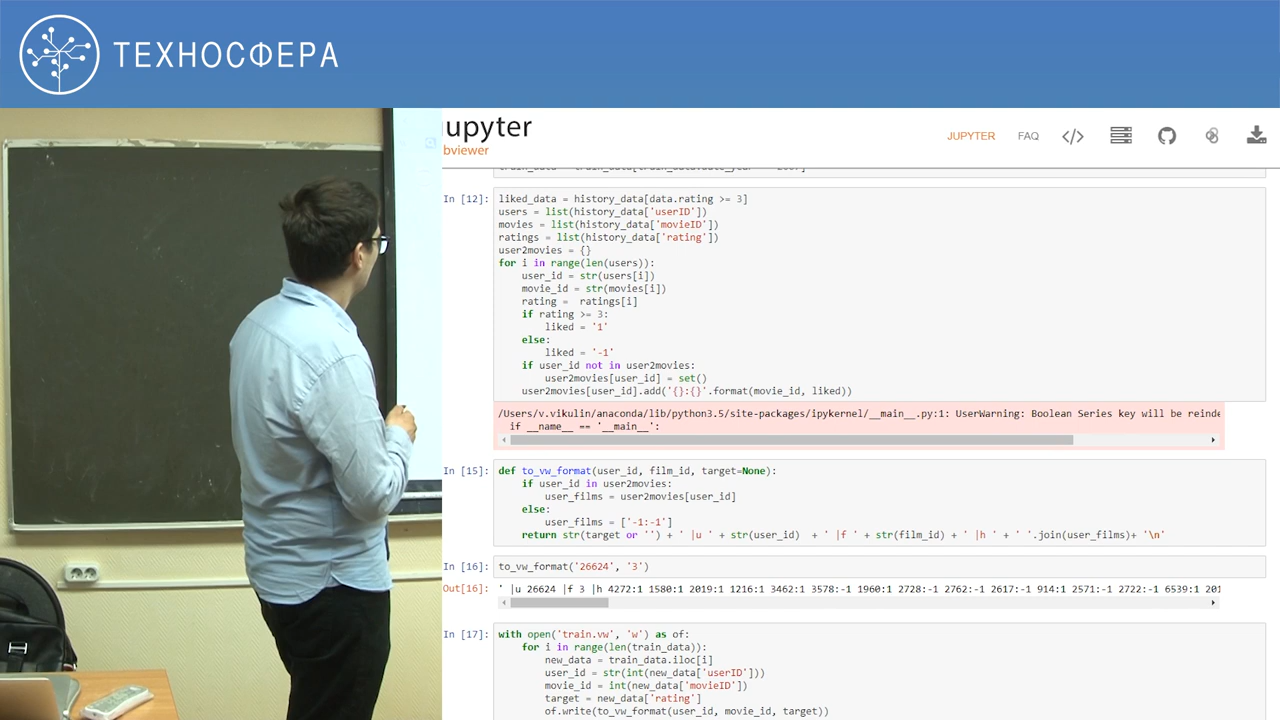 ТЕХНОСФЕРА
upyter
bviewer
JUPYTER
FAQ
In [12]:
liked_data = history_data[data.rating >= 3]
users = list(history_data['userID'])
movies = list(history_data['movieID'])
ratings = list(history_data['rating'])
user2movies = {}
for i in range(len(users)):
    user_id = str(users[i])
    movie_id = str(movies[i])
    rating =  ratings[i]
    if rating >= 3:
        liked = '1'
    else:
        liked = '-1'
    if user_id not in user2movies:
        user2movies[user_id] = set()
    user2movies[user_id].add('{}:{}'.format(movie_id, liked))
/Users/v.vikulin/anaconda/lib/python3.5/site-packages/ipykernel/__main__.py:1: UserWarning: Boolean Series key will be reinde
  if __name__ == '__main__':
In [15]:
def to_vw_format(user_id, film_id, target=None):
    if user_id in user2movies:
        user_films = user2movies[user_id]
    else:
        user_films = ['-1:-1']
    return str(target or '') + ' |u ' + str(user_id)  + ' |f ' + str(film_id) + ' |h ' + ' '.join(user_films)+ '\n'
In [16]:
to_vw_format('26624', '3')
Out[16]:
' |u 26624 |f 3 |h 4272:1 1580:1 2019:1 1216:1 3462:1 3578:-1 1960:1 2728:-1 2762:-1 2617:-1 914:1 2571:-1 2722:-1 6539:1 201
In [17]:
with open('train.vw', 'w') as of:
    for i in range(len(train_data)):
        new_data = train_data.iloc[i]
        user_id = str(int(new_data['userID']))
        movie_id = int(new_data['movieID'])
        target = new_data['rating']
        of.write(to_vw_format(user_id, movie_id, target))